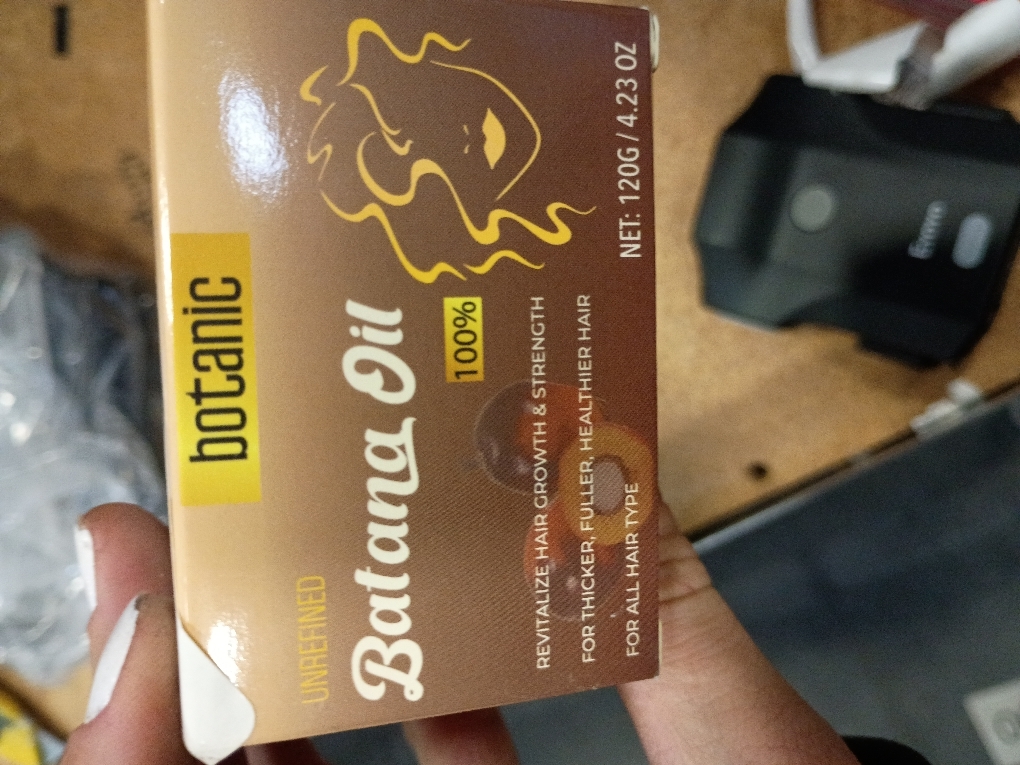 botanic
UNREFINED
Batana Oil
100%
REVITALIZE HAIR GROWTH & STRENGTH
FOR THICKER, FULLER, HEALTHIER HAIR
FOR ALL HAIR TYPE
NET: 120G / 4.23 OZ